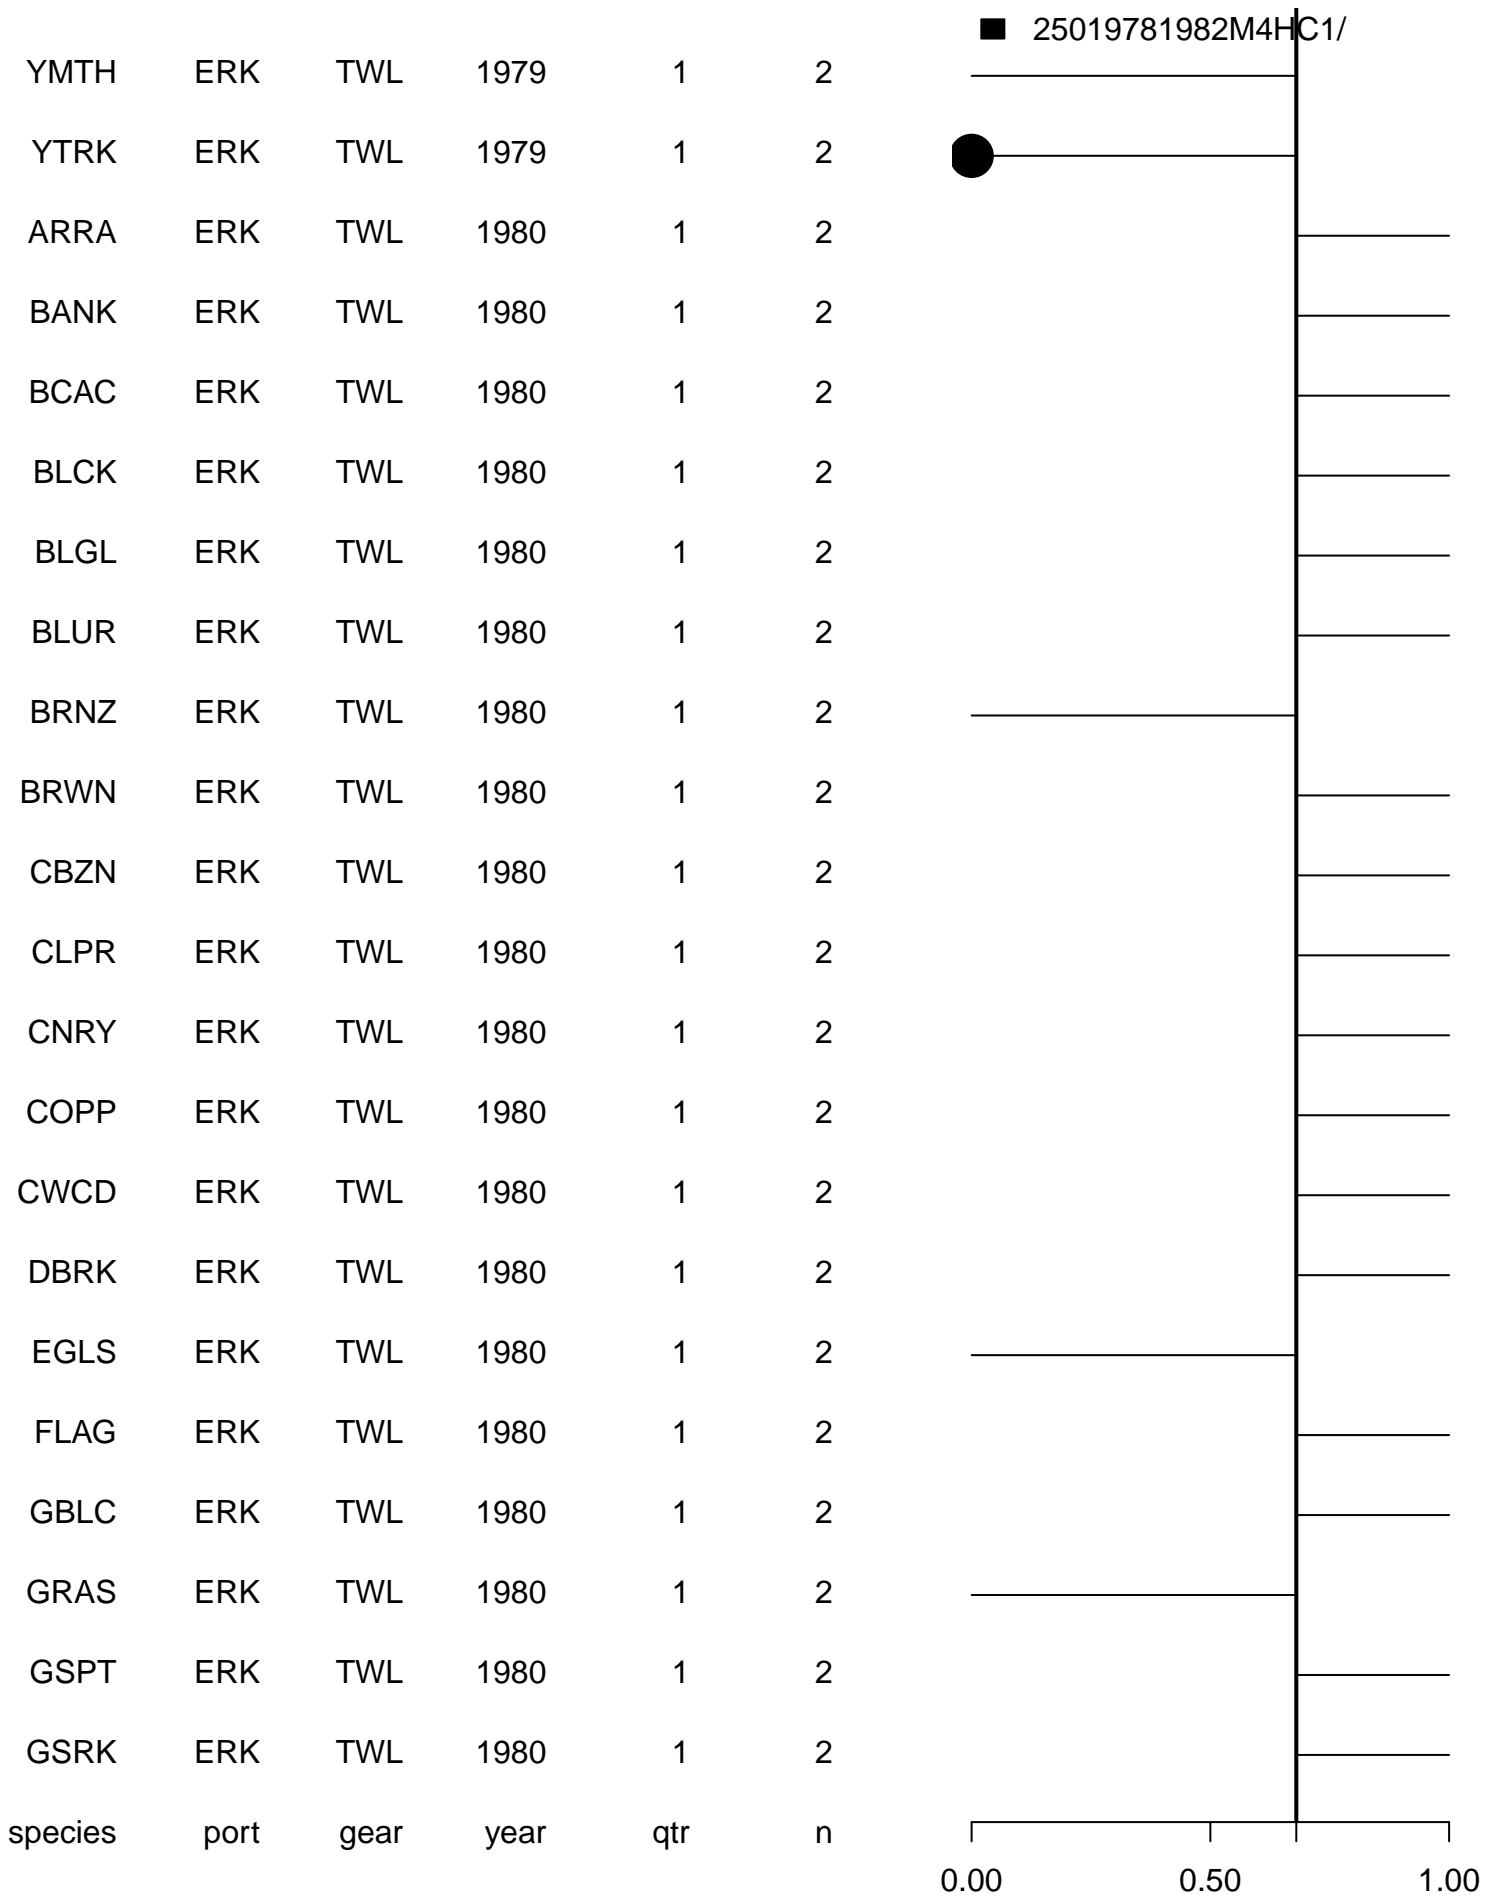 25019781982M4HC1/
YMTH ERK TWL 1979 1 2
YTRK ERK TWL 1979 1 2
ARRA ERK TWL 1980 1 2
BANK ERK TWL 1980 1 2
BCAC ERK TWL 1980 1 2
BLCK ERK TWL 1980 1 2
BLGL ERK TWL 1980 1 2
BLUR ERK TWL 1980 1 2
BRNZ ERK TWL 1980 1 2
BRWN ERK TWL 1980 1 2
CBZN ERK TWL 1980 1 2
CLPR ERK TWL 1980 1 2
CNRY ERK TWL 1980 1 2
COPP ERK TWL 1980 1 2
CWCD ERK TWL 1980 1 2
DBRK ERK TWL 1980 1 2
EGLS ERK TWL 1980 1 2
FLAG ERK TWL 1980 1 2
GBLC ERK TWL 1980 1 2
GRAS ERK TWL 1980 1 2
GSPT ERK TWL 1980 1 2
GSRK ERK TWL 1980 1 2
species port gear year qtr n
0.00 0.50 1.00